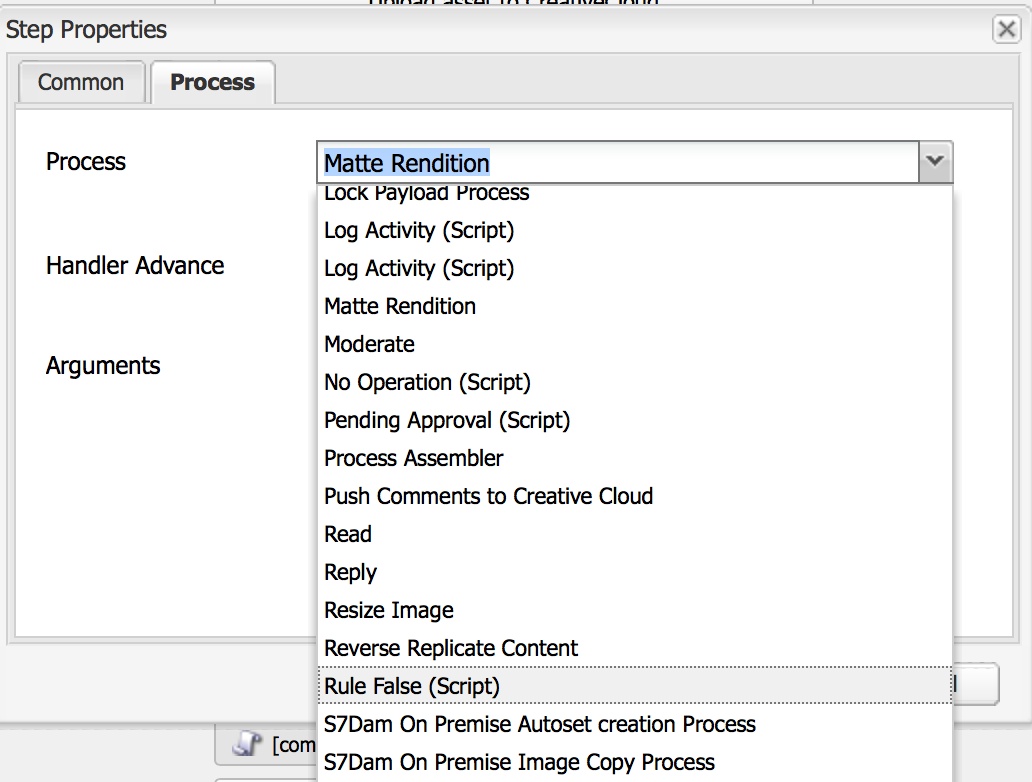 Upload asset to CreativeCloud
Step Properties
Common
Process
Process
Matte Rendition
Lock Payload Process
Log Activity (Script)
Handler Advance
Log Activity (Script)
Matte Rendition
Moderate
Arguments
No Operation (Script)
Pending Approval (Script)
Process Assembler
Push Comments to Creative Cloud
Read
Reply
Resize Image
Reverse Replicate Content
Rule False (Script)
S7Dam On Premise Autoset creation Process
[com
S7Dam On Premise Image Copy Process